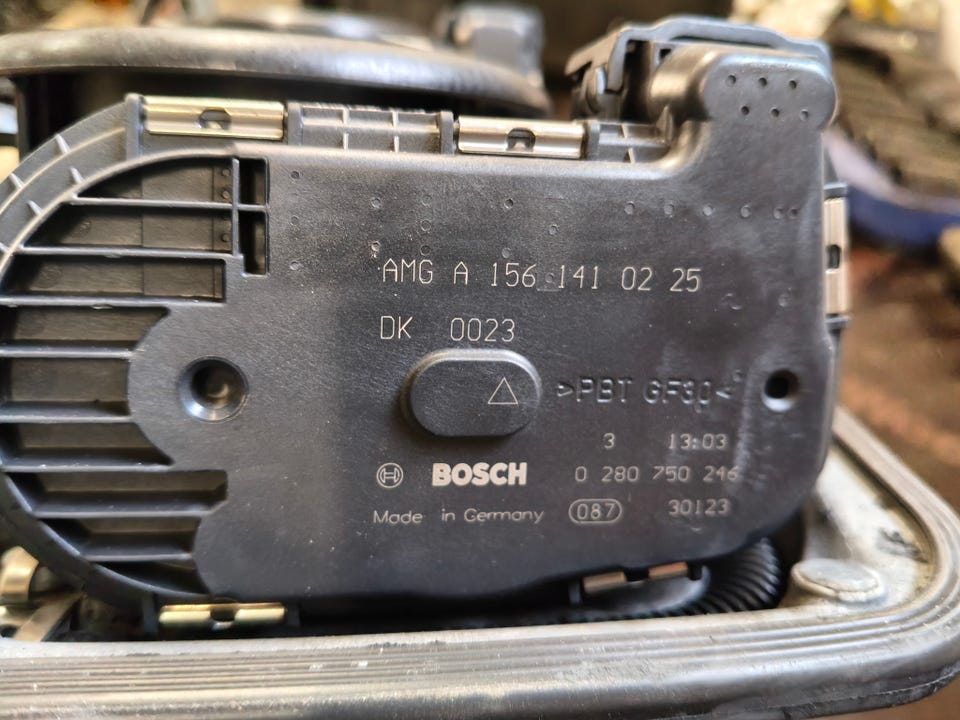 AMG A 156 141 02 25
DK 0023
>PBT GF30<
3 13:03
BOSCH 0 280 750 246
Made in Germany 087 30123